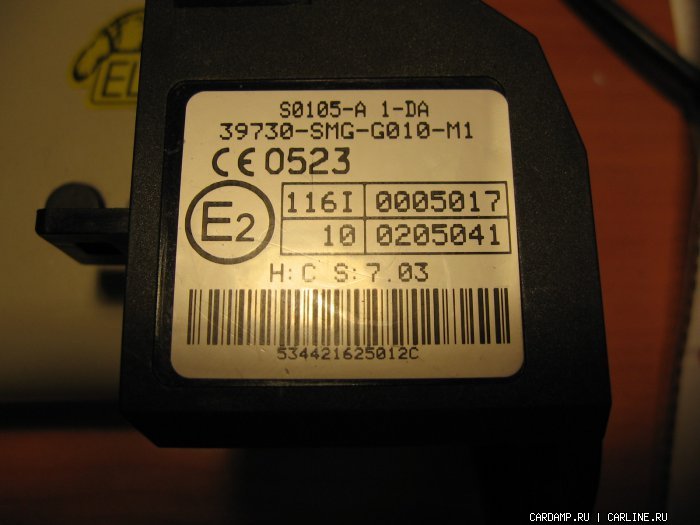 S0105-A 1-DA
39730-SMG-G010-M1
CE 0523
E2
116I 0005017
10 0205041
H: C S: 7.03
534421625012C
CARDAMP.RU | CARLINE.RU